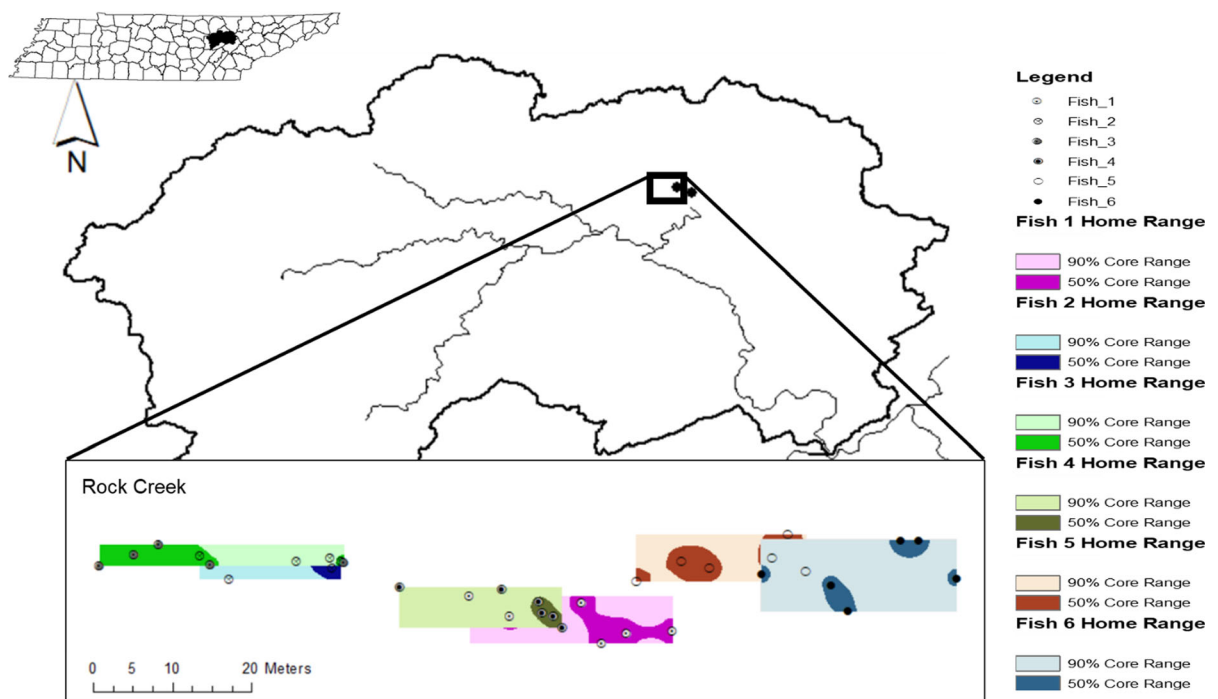 N
Legend
Fish_1
Fish_2
Fish_3
Fish_4
Fish_5
Fish_6
Fish 1 Home Range
90% Core Range
50% Core Range
Fish 2 Home Range
90% Core Range
50% Core Range
Fish 3 Home Range
90% Core Range
50% Core Range
Fish 4 Home Range
90% Core Range
50% Core Range
Fish 5 Home Range
90% Core Range
50% Core Range
Fish 6 Home Range
90% Core Range
50% Core Range
Rock Creek
0 5 10 20 Meters